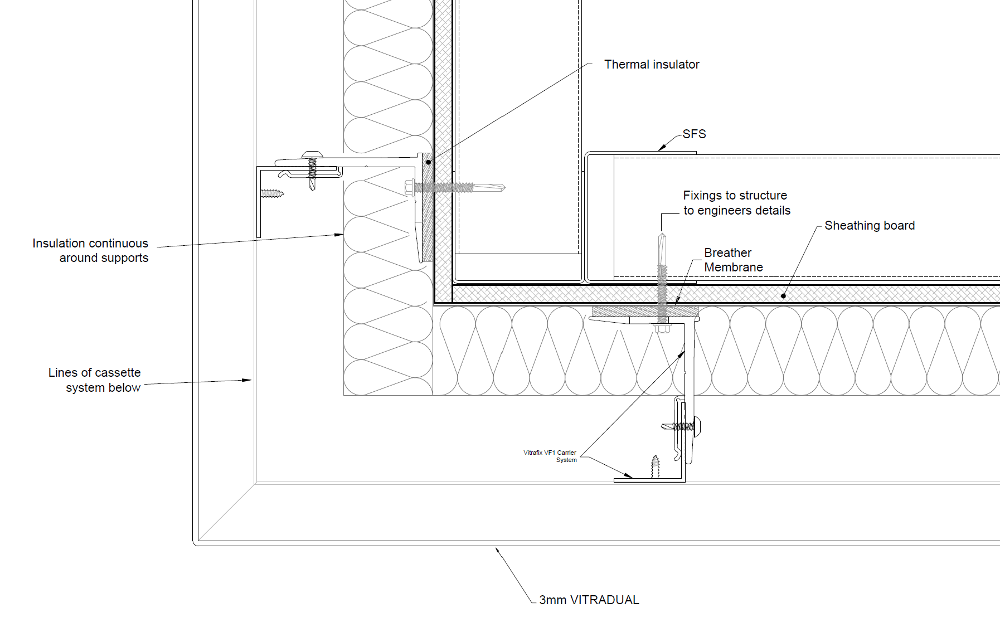 Thermal insulator
SFS
Fixings to structure
to engineers details
Sheathing board
Insulation continuous
around supports
Breather
Membrane
Lines of cassette
system below
Vitrafix VF1 Carrier
System
3mm VITRADUAL